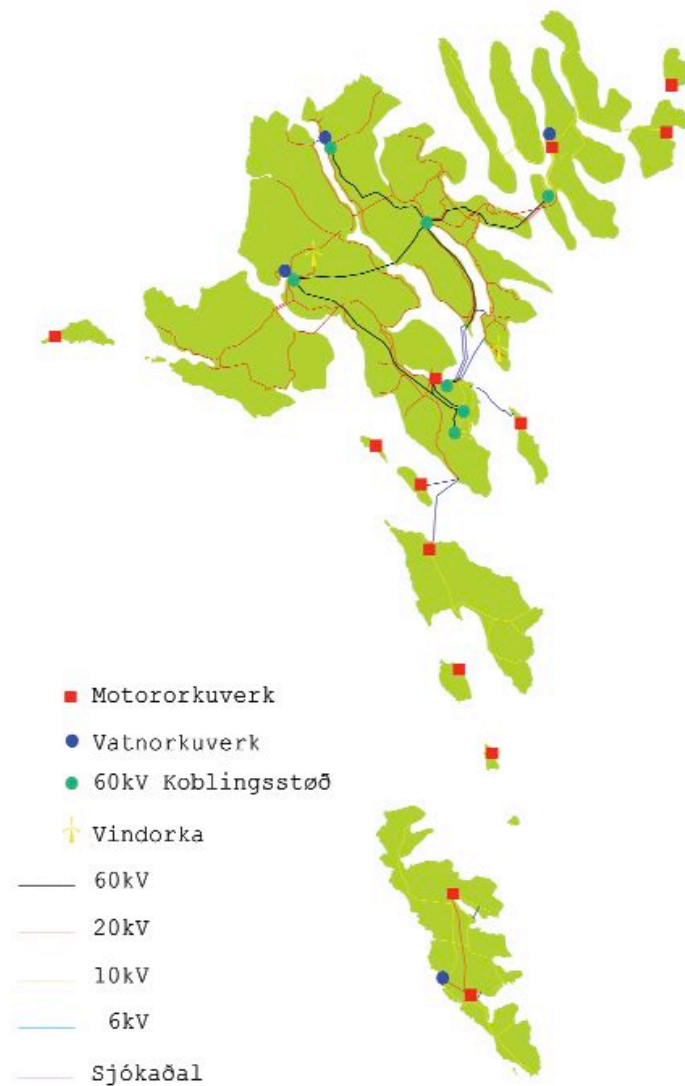 Motororkuverk
Vatnorkuverk
60kV Koblingsstøð
Vindorka
60kV
20kV
10kV
6kV
Sjókaðal